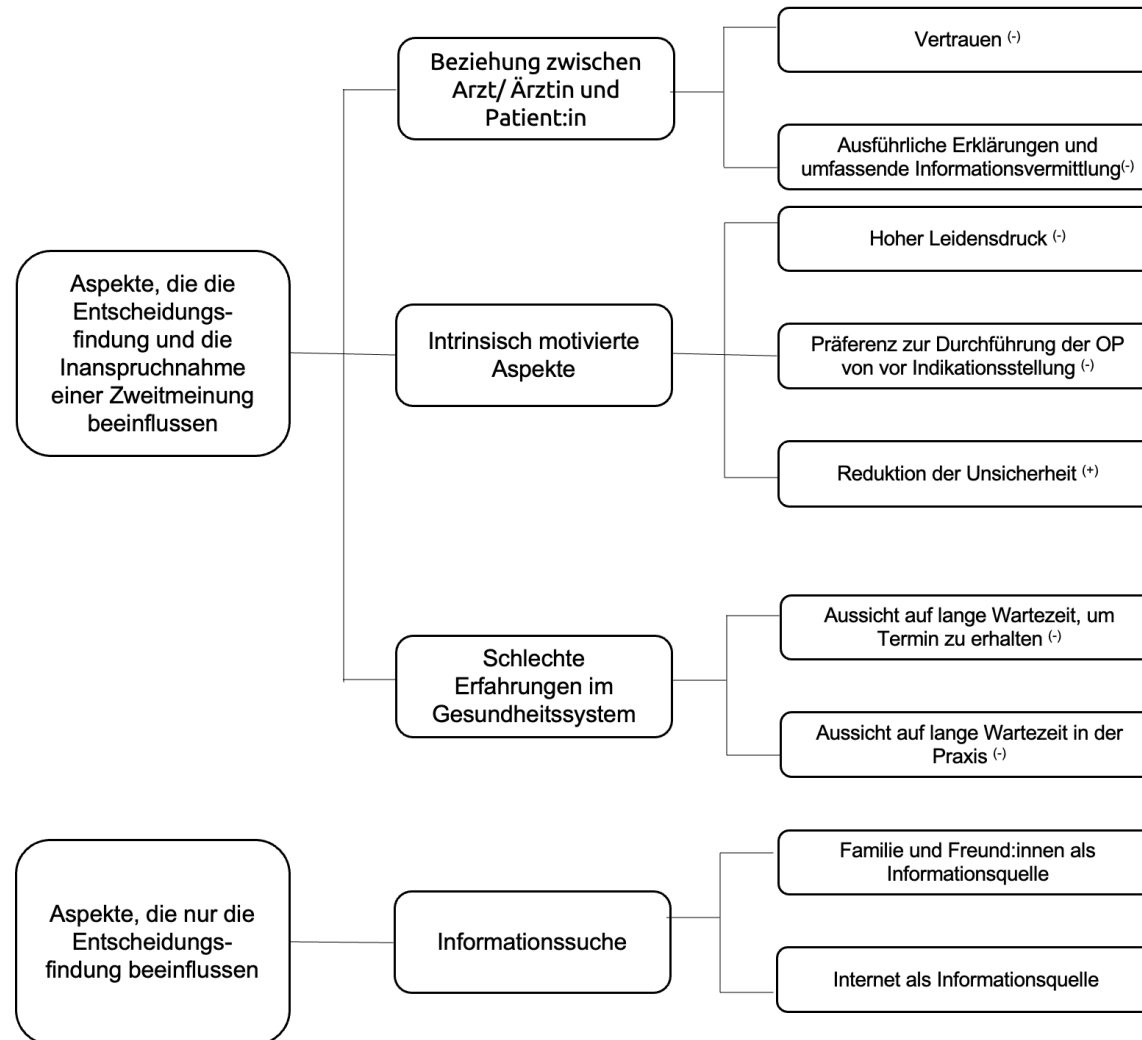 Aspekte, die die
Entscheidungs-
findung und die
Inanspruchnahme
einer Zweitmeinung
beeinflussen
Beziehung zwischen
Arzt/ Ärztin und
Patient:in
Vertrauen (-)
Ausführliche Erklärungen und
umfassende Informationsvermittlung(-)
Intrinsisch motivierte
Aspekte
Hoher Leidensdruck (-)
Präferenz zur Durchführung der OP
von vor Indikationsstellung (-)
Reduktion der Unsicherheit (+)
Schlechte
Erfahrungen im
Gesundheitssystem
Aussicht auf lange Wartezeit, um
Termin zu erhalten (-)
Aussicht auf lange Wartezeit in der
Praxis (-)
Aspekte, die nur die
Entscheidungs-
findung beeinflussen
Informationssuche
Familie und Freund:innen als
Informationsquelle
Internet als Informationsquelle